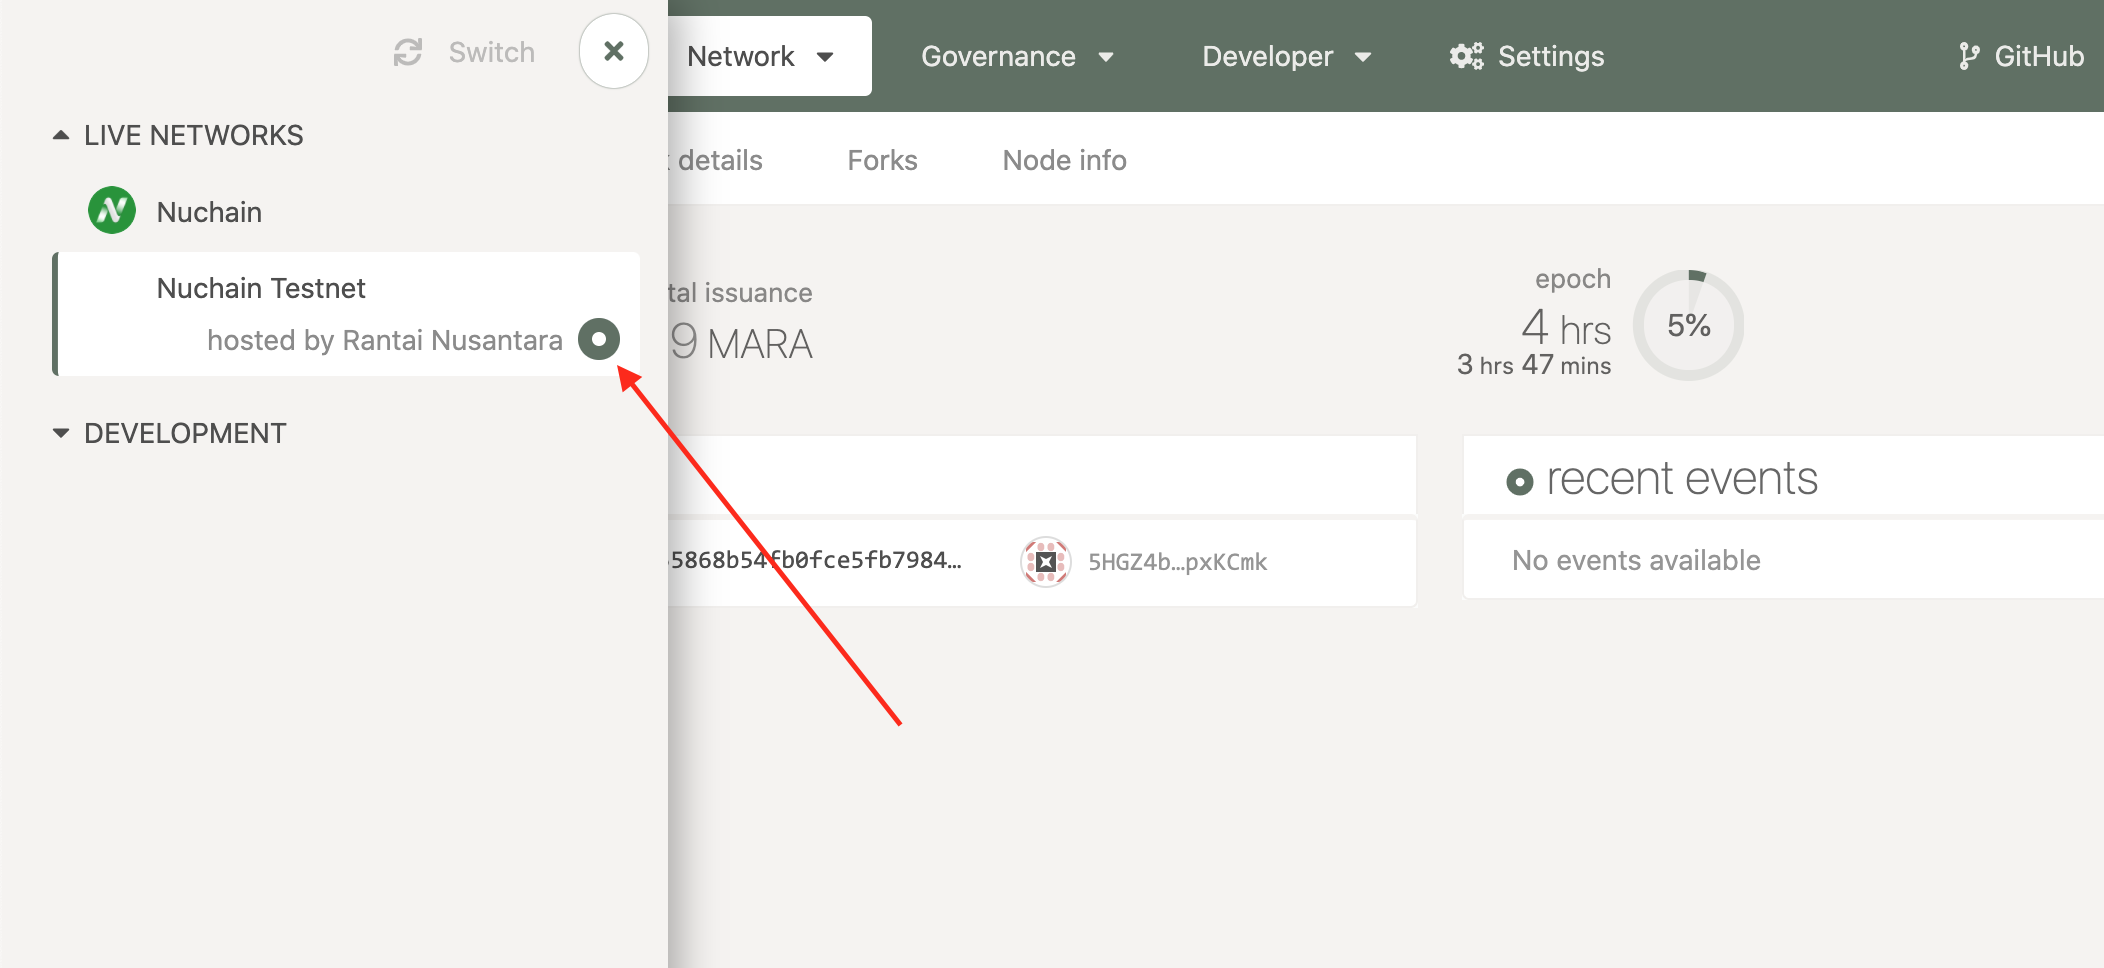 Switch
Network
Governance
Developer
Settings
GitHub
LIVE NETWORKS
Nuchain
Nuchain Testnet
hosted by Rantai Nusantara
DEVELOPMENT
details
Forks
Node info
issuance
9 MARA
epoch
4 hrs
3 hrs 47 mins
5%
recent events
5868b54fb0fce5fb7984…
5HGZ4b…pxKCmk
No events available